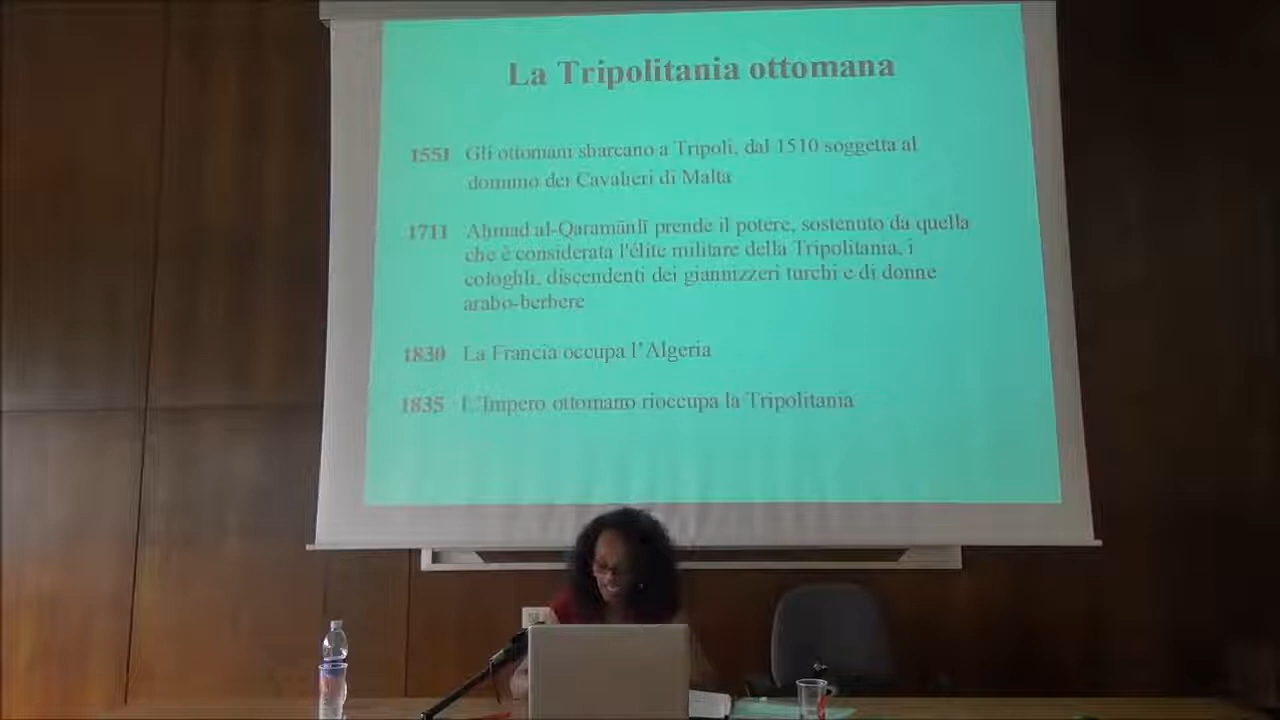 La Tripolitania ottomana
1551 Gli ottomani sbarcano a Tripoli, dal 1510 soggetta al
dominio dei Cavalieri di Malta
1711 Aḥmad al-Qaramānlī prende il potere, sostenuto da quella
che è considerata l'élite militare della Tripolitania, i
cologhli, discendenti dei giannizzeri turchi e di donne
arabo-berbere
1830 La Francia occupa l'Algeria
1835 L'Impero ottomano rioccupa la Tripolitania